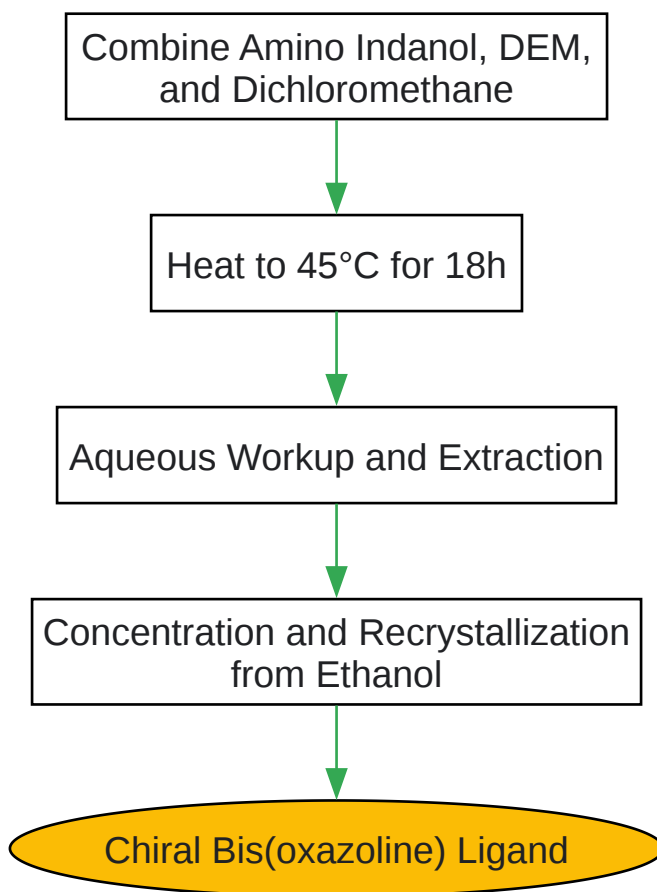 Combine Amino Indanol, DEM,
and Dichloromethane
Heat to 45°C for 18h
Aqueous Workup and Extraction
Concentration and Recrystallization
from Ethanol
Chiral Bis(oxazoline) Ligand